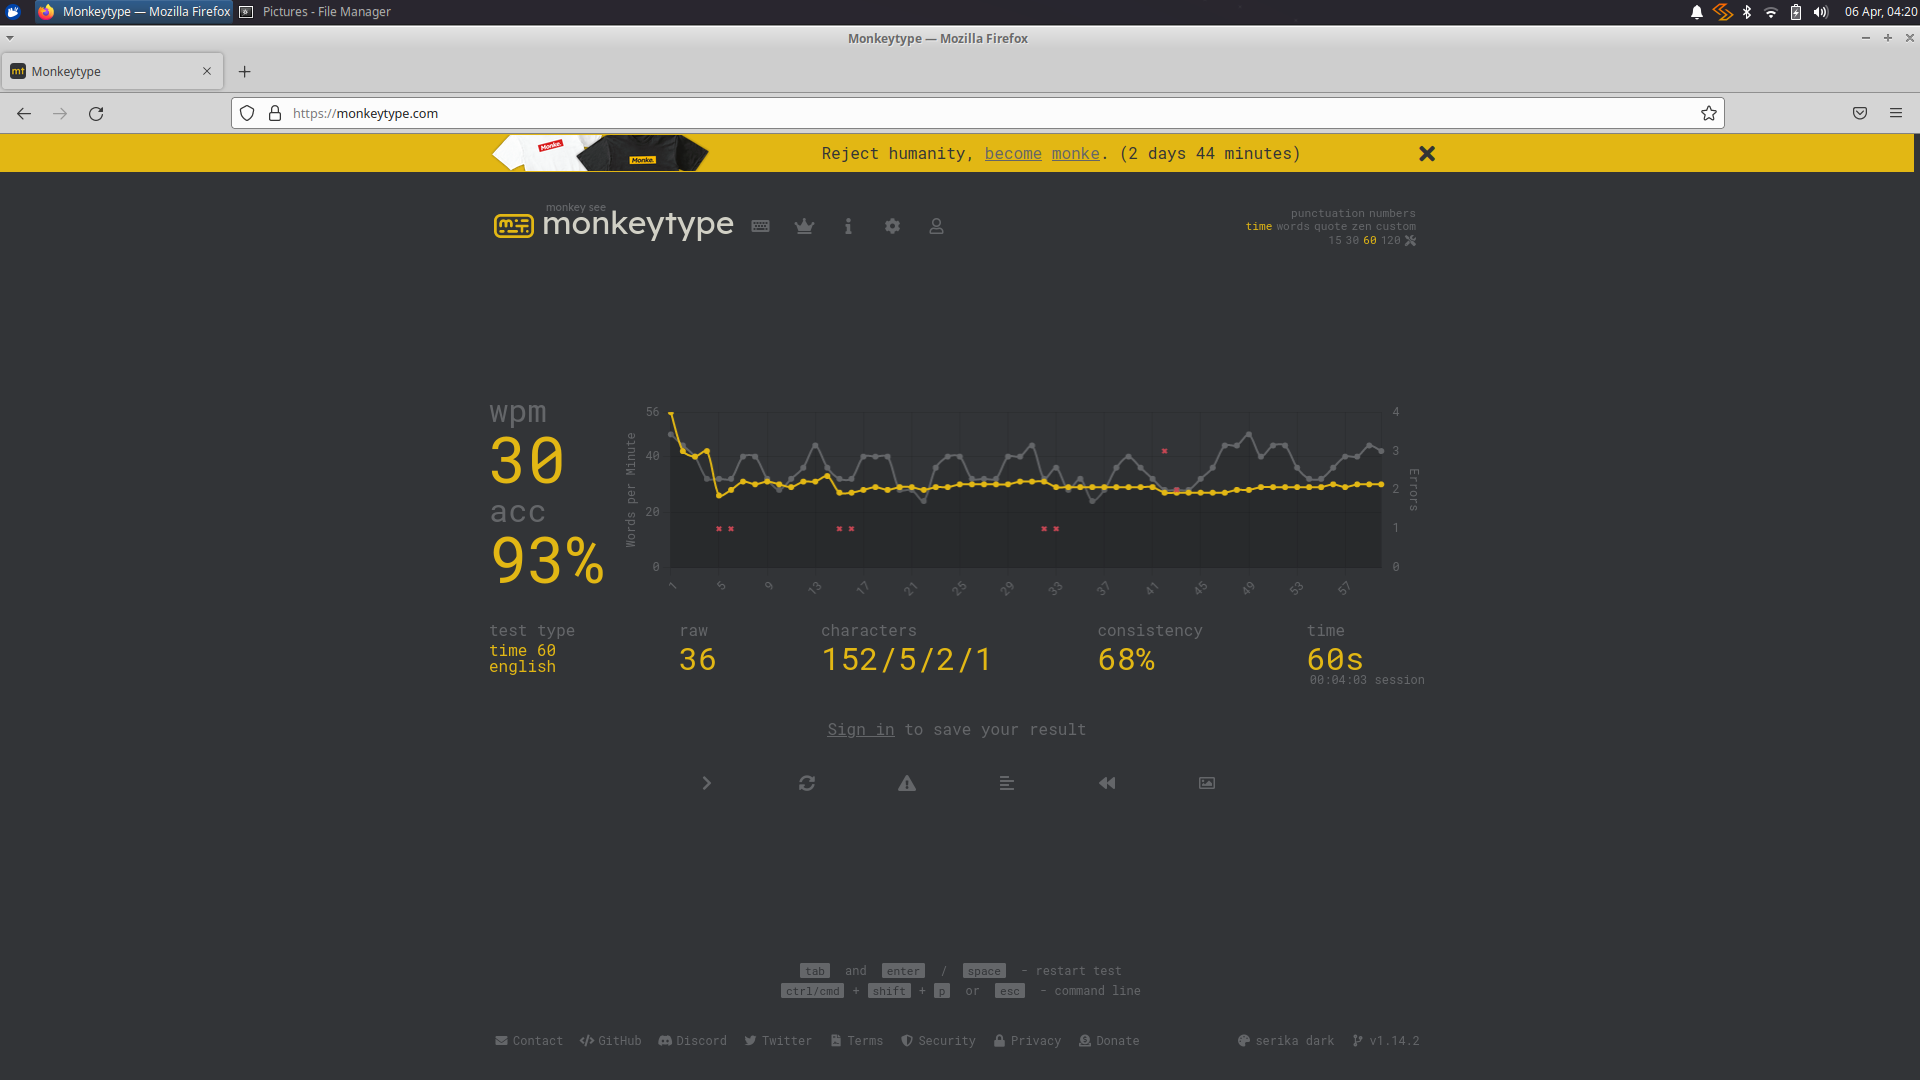 Monkeytype — Mozilla Firefox
Pictures - File Manager
06 Apr, 04:20
Monkeytype — Mozilla Firefox
mt Monkeytype
https://monkeytype.com
Monke.
Monke.
Reject humanity, become monke. (2 days 44 minutes)
monkey see
monkeytype
punctuation numbers
time words quote zen custom
15 30 60 120
wpm
30
acc
93%
Words per Minute
56
40
20
0
4
3
2
1
0
Errors
1 5 9 13 17 21 25 29 33 37 41 45 49 53 57
test type
time 60
english
raw
36
characters
152/5/2/1
consistency
68%
time
60s
00:04:03 session
Sign in to save your result
tab and enter / space - restart test
ctrl/cmd + shift + p or esc - command line
Contact GitHub Discord Twitter Terms Security Privacy Donate serika dark v1.14.2